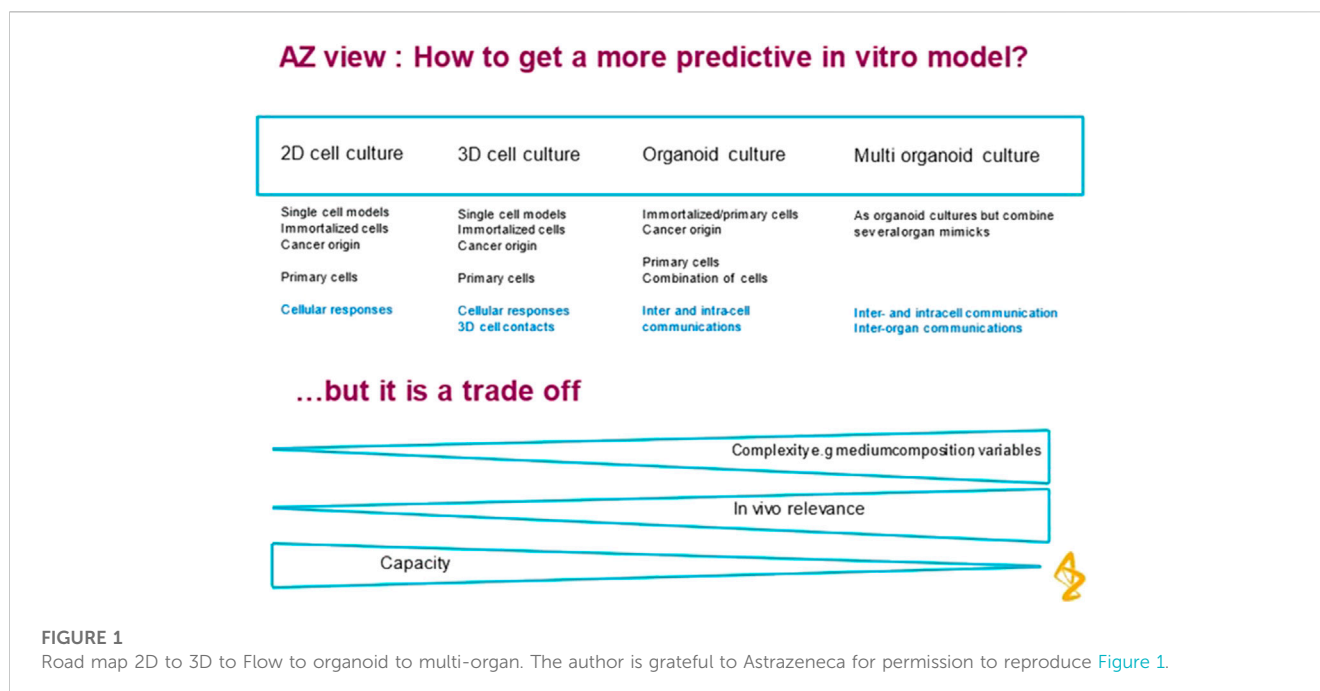 AZ view : How to get a more predictive in vitro model?
2D cell culture
3D cell culture
Organoid culture
Multi organoid culture
Single cell models
Immortalized cells
Cancer origin
Primary cells
Cellular responses
Single cell models
Immortalized cells
Cancer origin
Primary cells
Cellular responses
3D cell contacts
Immortalized/primary cells
Cancer origin
Primary cells
Combination of cells
Inter and intra-cell
communications
As organoid cultures but combine
severalorgan mimicks
Inter- and intracell communication
Inter-organ communications
...but it is a trade off
Complexity e.g mediumcomposition variables
In vivo relevance
Capacity
FIGURE 1
Road map 2D to 3D to Flow to organoid to multi-organ. The author is grateful to Astrazeneca for permission to reproduce Figure 1.